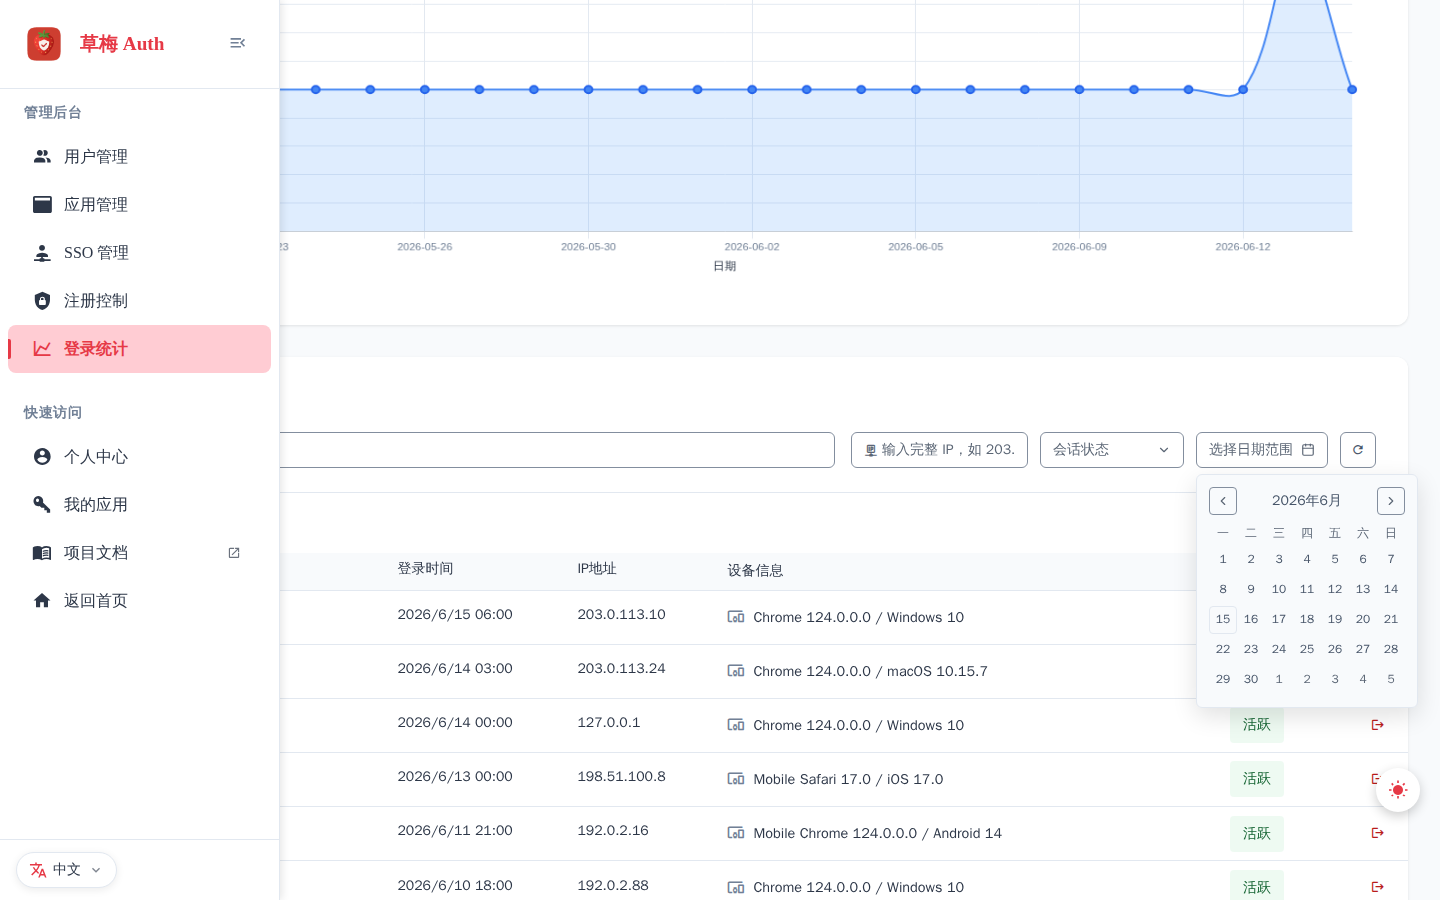 草梅 Auth
管理后台
用户管理
应用管理
SSO 管理
注册控制
登录统计
快速访问
个人中心
我的应用
项目文档
返回首页
中文
23 2026-05-26 2026-05-30 2026-06-02 2026-06-05 2026-06-09 2026-06-12
日期
输入完整 IP，如 203. 会话状态 选择日期范围
2026年6月
一 二 三 四 五 六 日
1 2 3 4 5 6 7
8 9 10 11 12 13 14
15 16 17 18 19 20 21
22 23 24 25 26 27 28
29 30 1 2 3 4 5
登录时间 IP地址 设备信息
2026/6/15 06:00 203.0.113.10 Chrome 124.0.0.0 / Windows 10
2026/6/14 03:00 203.0.113.24 Chrome 124.0.0.0 / macOS 10.15.7
2026/6/14 00:00 127.0.0.1 Chrome 124.0.0.0 / Windows 10 活跃
2026/6/13 00:00 198.51.100.8 Mobile Safari 17.0 / iOS 17.0 活跃
2026/6/11 21:00 192.0.2.16 Mobile Chrome 124.0.0.0 / Android 14 活跃
2026/6/10 18:00 192.0.2.88 Chrome 124.0.0.0 / Windows 10 活跃